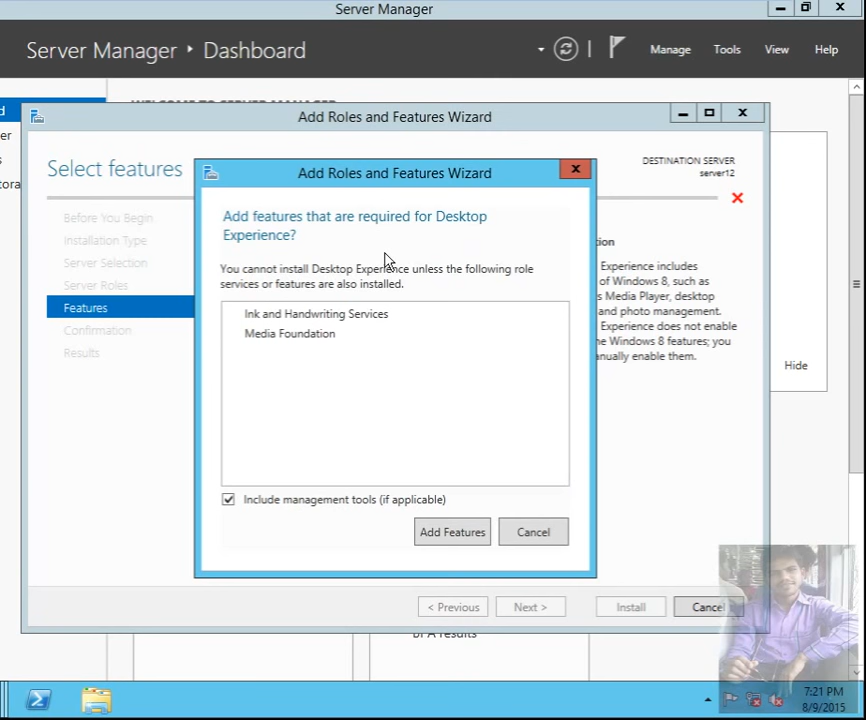 Server Manager
Server Manager
Dashboard
Manage
Tools
View
Help
Add Roles and Features Wizard
Select features
DESTINATION SERVER
server12
Before You Begin
Installation Type
Server Selection
Server Roles
Features
Confirmation
Results
Add Roles and Features Wizard
Add features that are required for Desktop
Experience?
You cannot install Desktop Experience unless the following role
services or features are also installed.
Ink and Handwriting Services
Media Foundation
Include management tools (if applicable)
Add Features
Cancel
Experience includes
of Windows 8, such as
Media Player, desktop
and photo management.
Experience does not enable
Windows 8 features; you
enable them.
Hide
< Previous
Next >
Install
Cancel
results
7:21 PM
8/9/2015